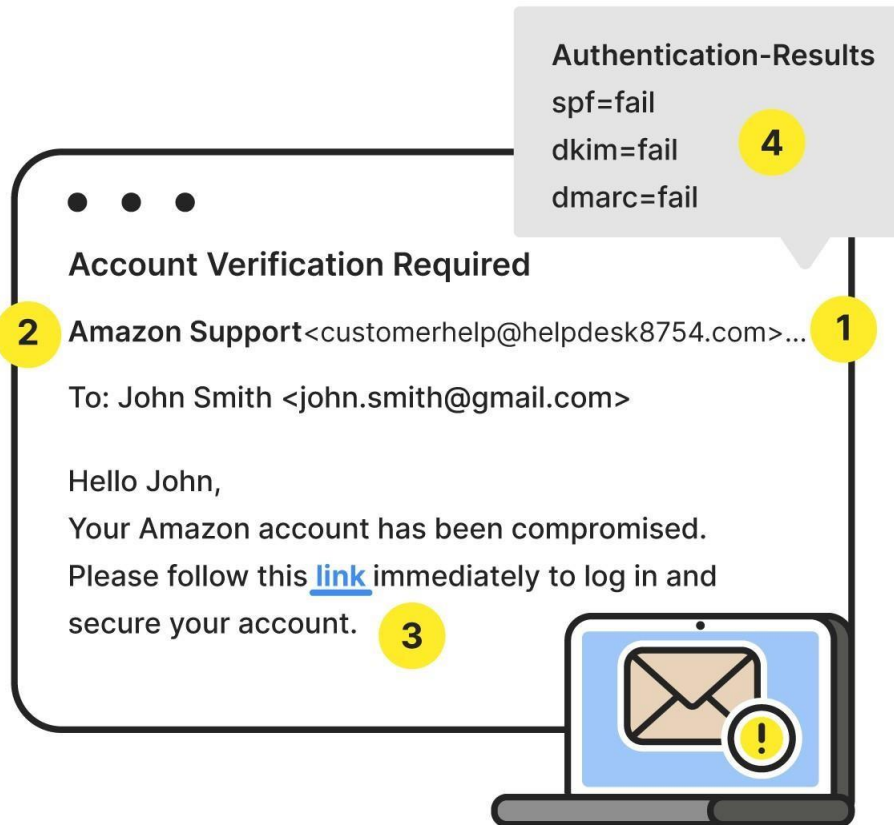 Authentication-Results
spf=fail
dkim=fail
4
dmarc=fail
Account Verification Required
2
Amazon Support<customerhelp@helpdesk8754.com>...
1
To: John Smith <john.smith@gmail.com>
Hello John,
Your Amazon account has been compromised.
Please follow this link immediately to log in and
secure your account.
3
!